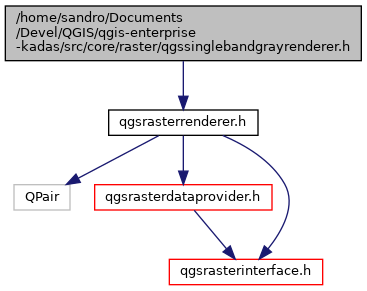 /home/sandro/Documents
/Devel/QGIS/qgis-enterprise
-kadas/src/core/raster/qgssinglebandgrayrenderer.h
qgsrasterrenderer.h
QPair
qgsrasterdataprovider.h
qgsrasterinterface.h